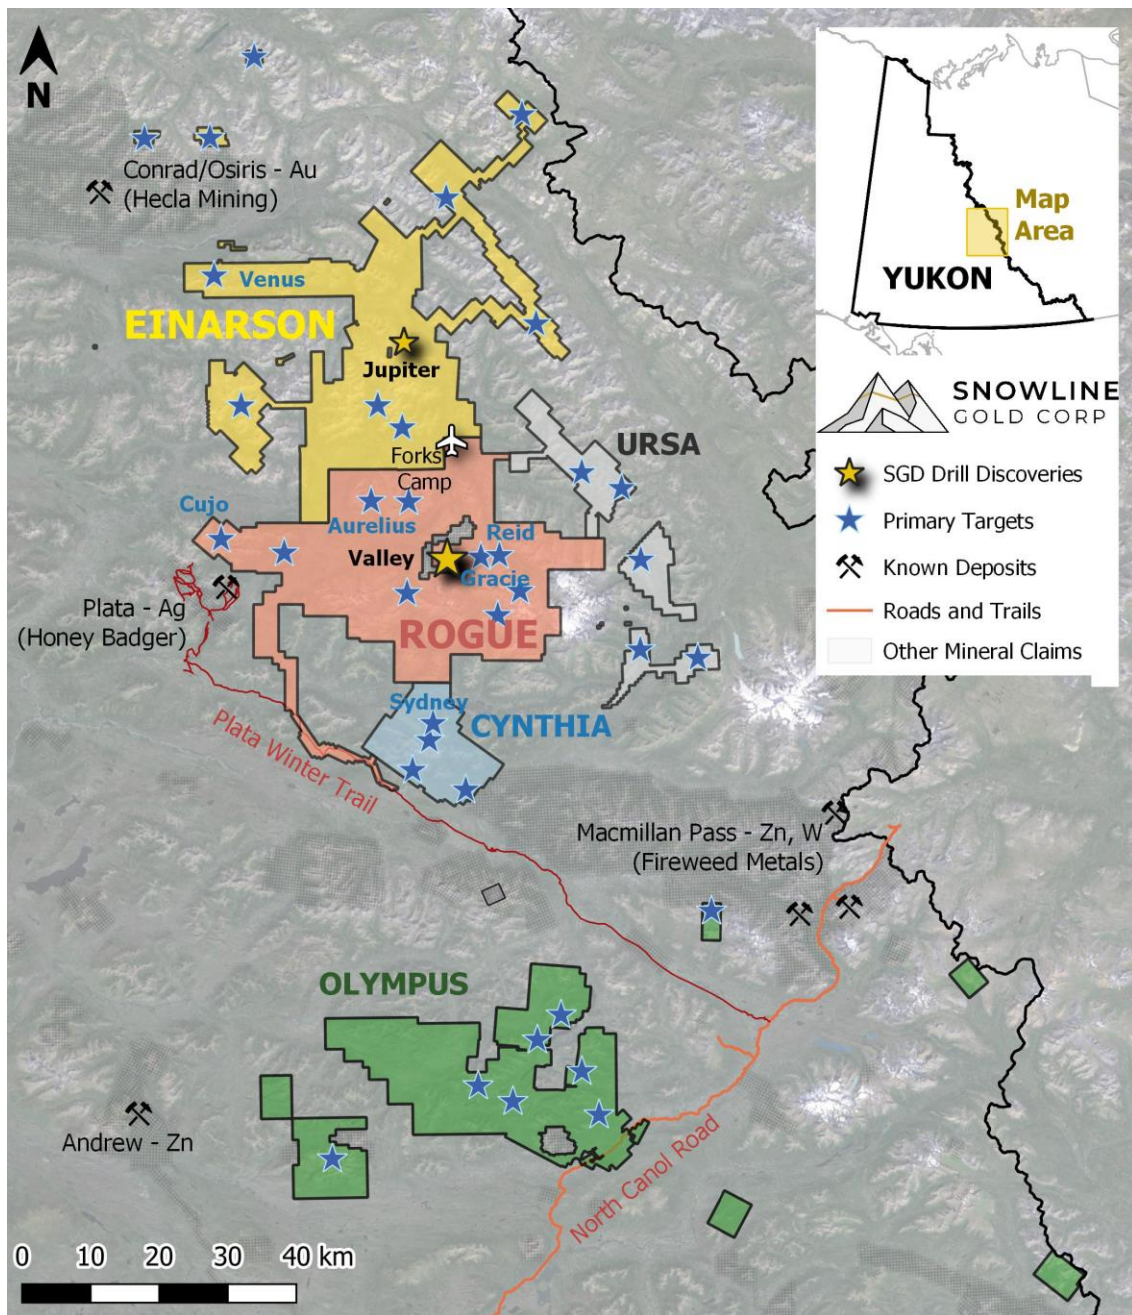 N
Conrad/Osiris - Au
(Hecla Mining)
Venus
EINARSON
Jupiter
Forks
Camp
URSA
Cujo
Aurelius
Reid
Valley
Gracie
Plata - Ag
(Honey Badger)
ROGUE
Sydney
CYNTHIA
Plata Winter Trail
Macmillan Pass - Zn, W
(Fireweed Metals)
OLYMPUS
Andrew - Zn
North Canol Road
0 10 20 30 40 km
Map
Area
YUKON
SNOWLINE
GOLD CORP
SGD Drill Discoveries
Primary Targets
Known Deposits
Roads and Trails
Other Mineral Claims